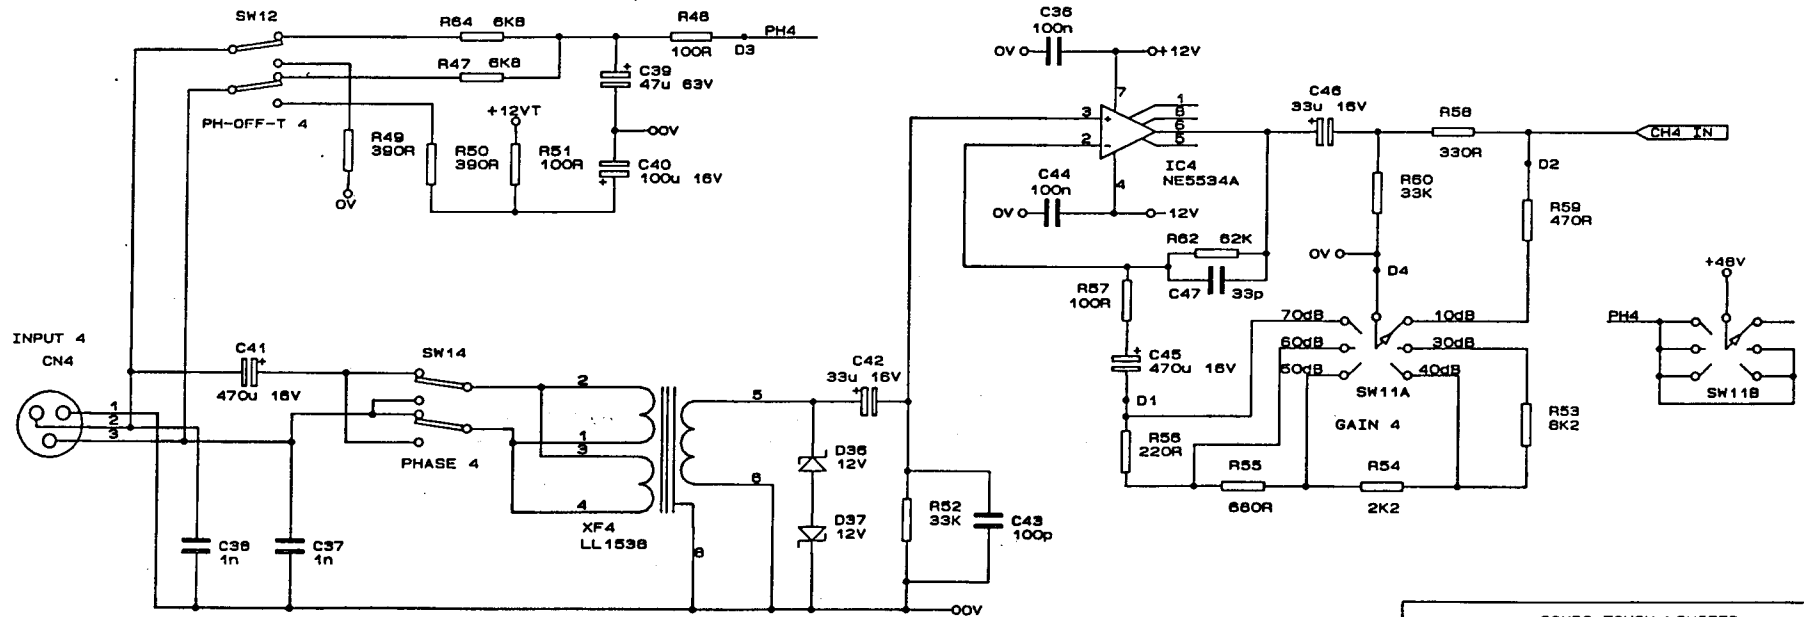 SW12
R64 6K8
R48
100R
D3
PH4
R47 6K8
C39
47u 63V
PH-OFF-T 4
+12VT
R49
390R
R50
390R
R51
100R
00V
C40
100u 16V
0V
C36
100n
0V
+12V
7
3
2
1
8
6
5
IC4
NE5534A
4
C44
100n
0V
-12V
C46
33u 16V
R58
330R
CH4 IN
D2
R60
33K
R59
470R
0V
D4
R62 62K
C47 33p
R57
100R
C45
470u 16V
D1
R56
220R
R55
680R
R54
2K2
R53
8K2
70dB
60dB
50dB
10dB
30dB
40dB
SW11A
GAIN 4
+48V
PH4
SW11B
INPUT 4
CN4
1
2
3
C41
470u 16V
SW14
PHASE 4
2
1
3
4
5
6
8
XF4
LL1538
C42
33u 16V
D36
12V
D37
12V
R52
33K
C43
100p
C38
1n
C37
1n
00V